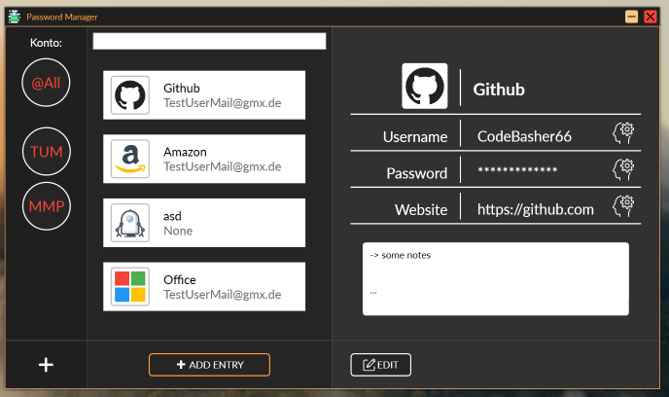 Password Manager
Konto:
@All
TUM
MMP
Github
TestUserMail@gmx.de
Amazon
TestUserMail@gmx.de
asd
None
Office
TestUserMail@gmx.de
+ ADD ENTRY
Github
Username CodeBasher66
Password *************
Website https://github.com
-> some notes
...
EDIT